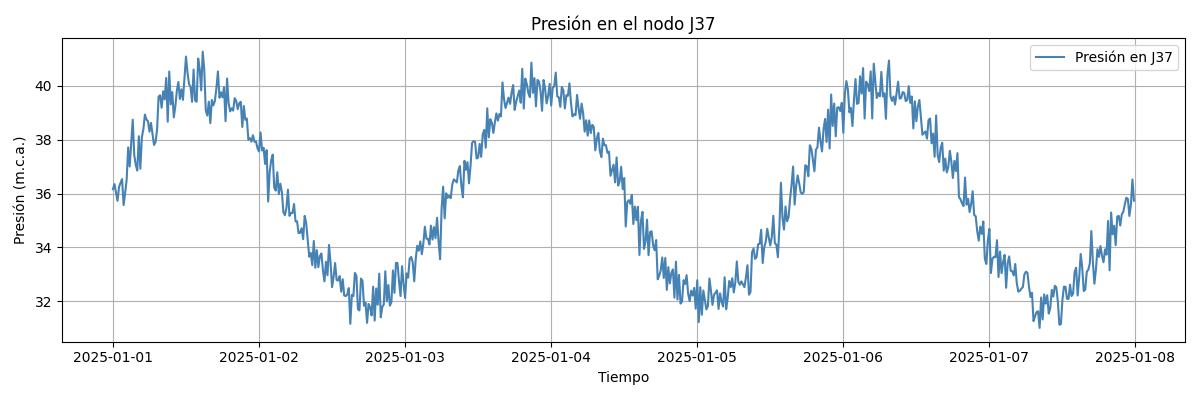 Presión en el nodo J37
Presión en J37
Presión (m.c.a.)
40
38
36
34
32
2025-01-01 2025-01-02 2025-01-03 2025-01-04 2025-01-05 2025-01-06 2025-01-07 2025-01-08
Tiempo